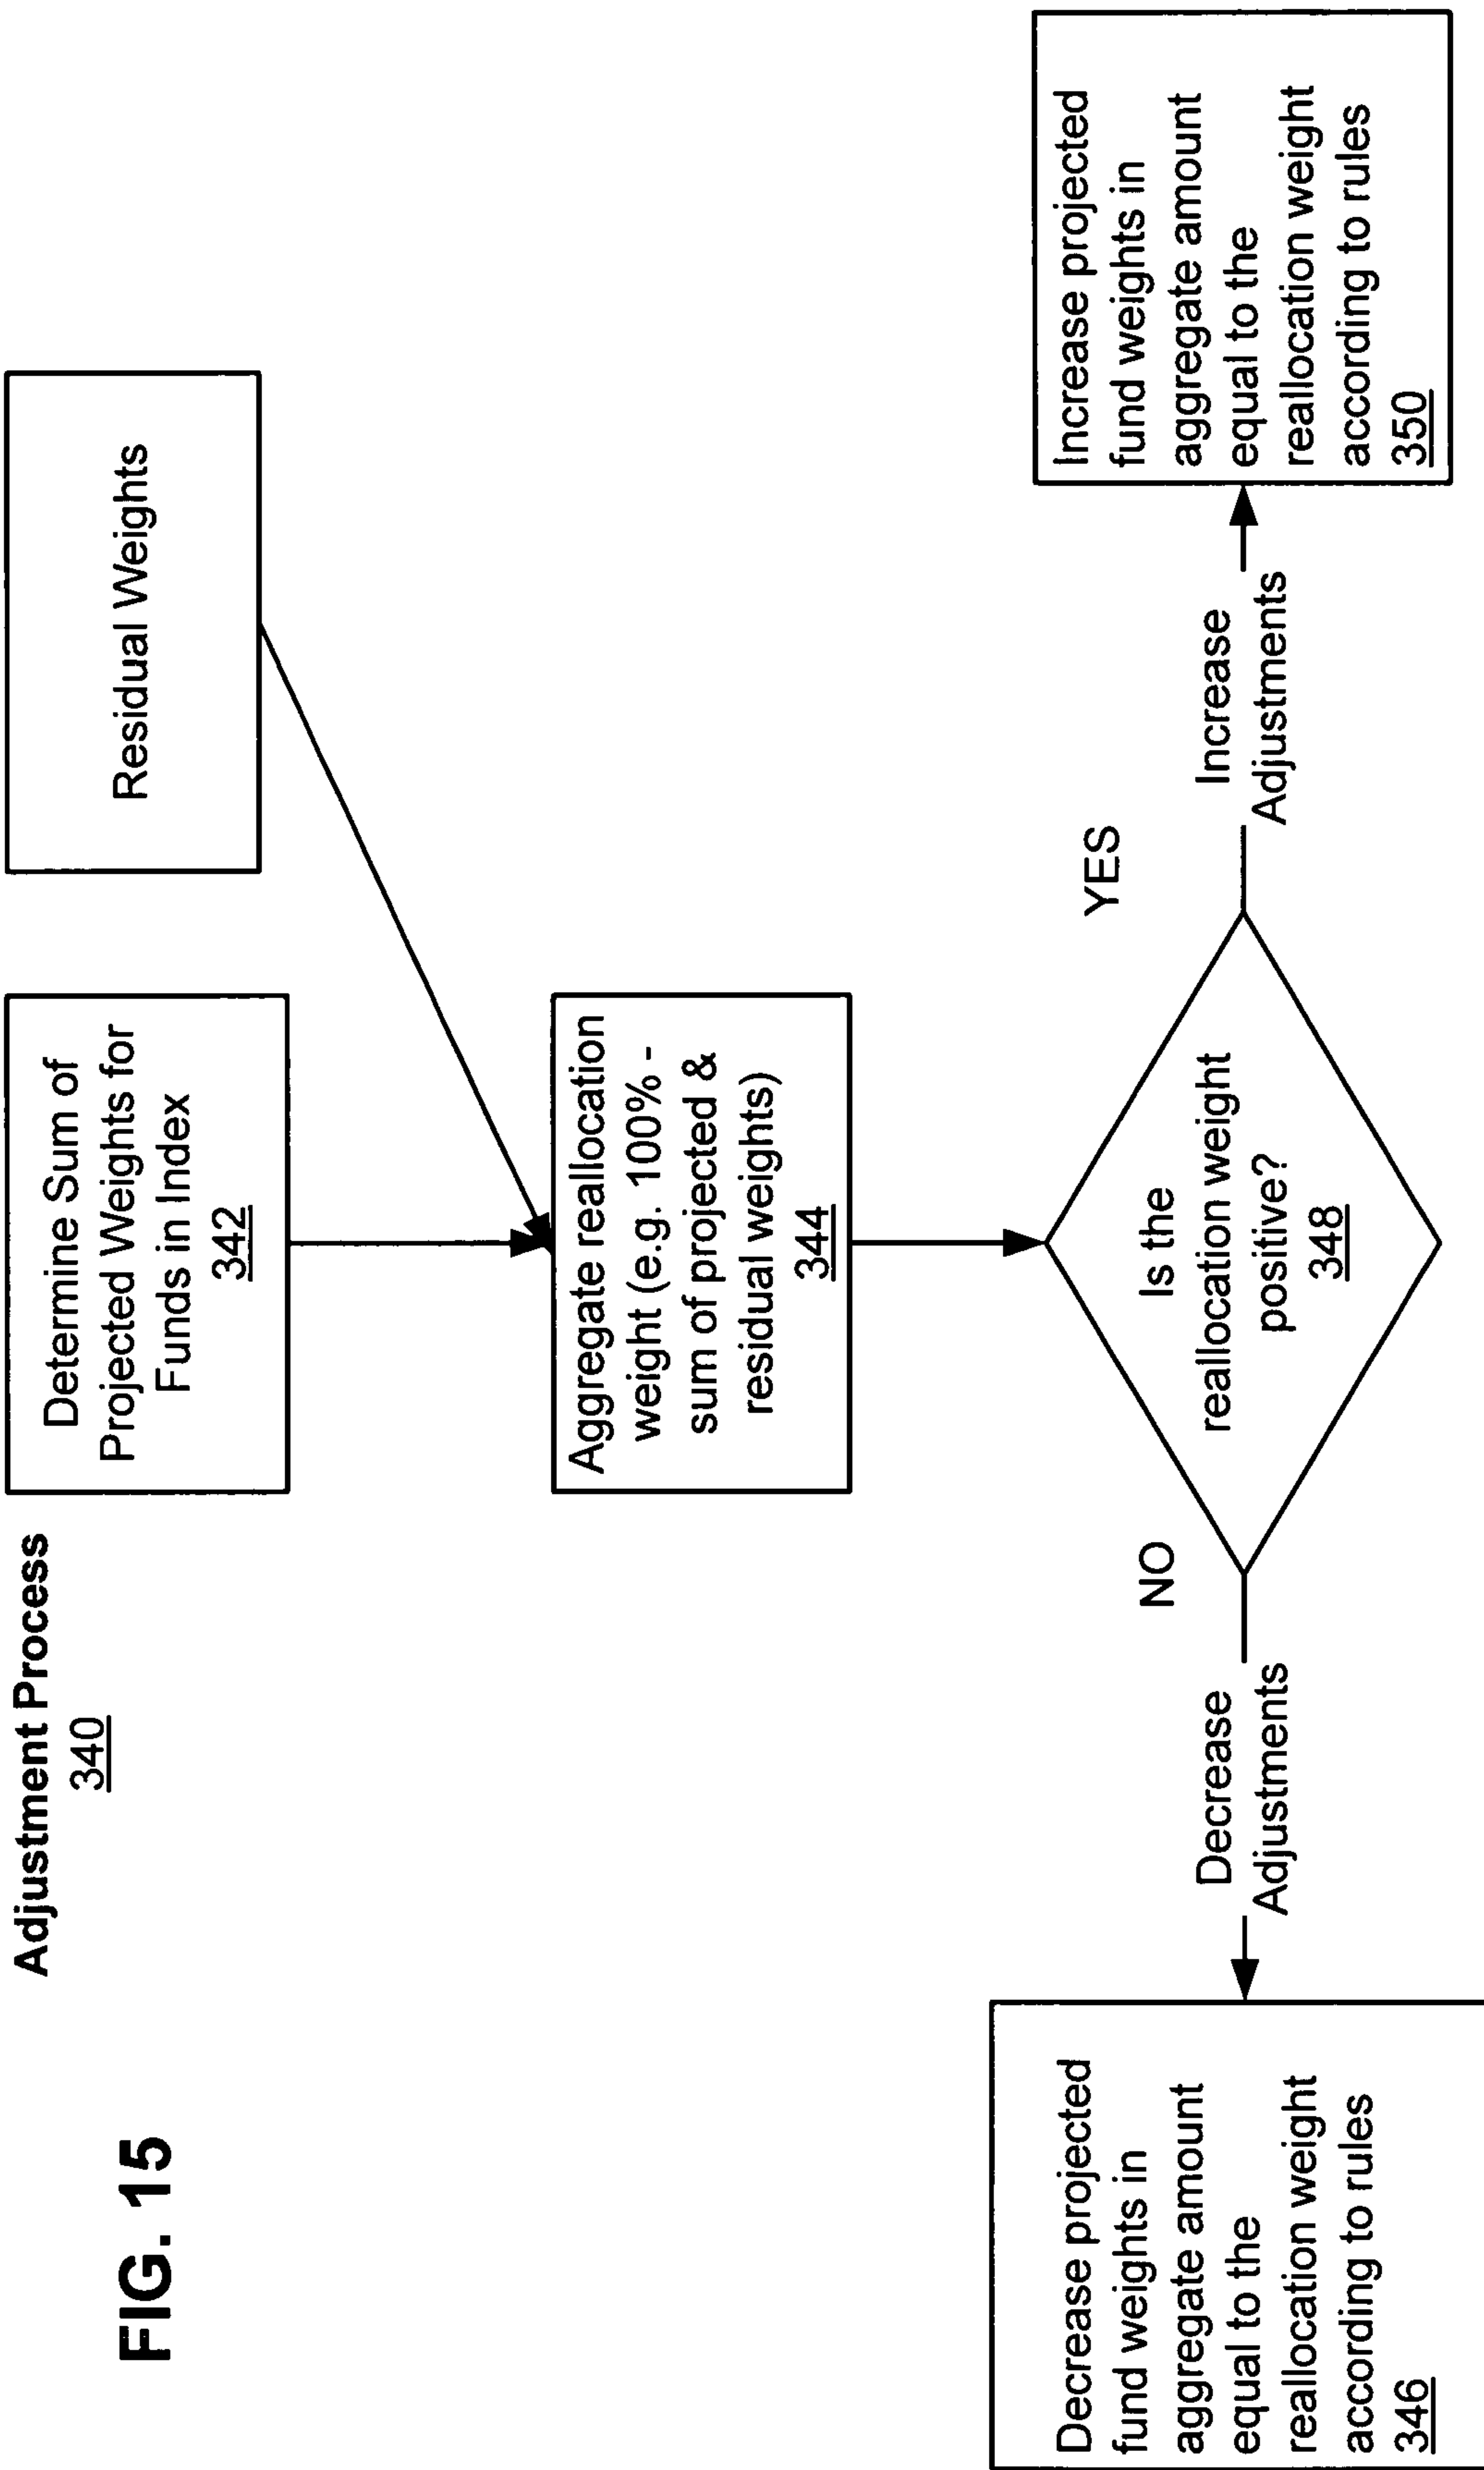 FIG. 15
Adjustment Process
340
Determine Sum of
Projected Weights for
Funds in Index
342
Residual Weights
Aggregate reallocation
weight (e.g. 100% -
sum of projected &
residual weights)
344
Is the
reallocation weight
positive?
348
NO
YES
Decrease
Adjustments
Increase
Adjustments
Decrease projected
fund weights in
aggregate amount
equal to the
reallocation weight
according to rules
346
Increase projected
fund weights in
aggregate amount
equal to the
reallocation weight
according to rules
350